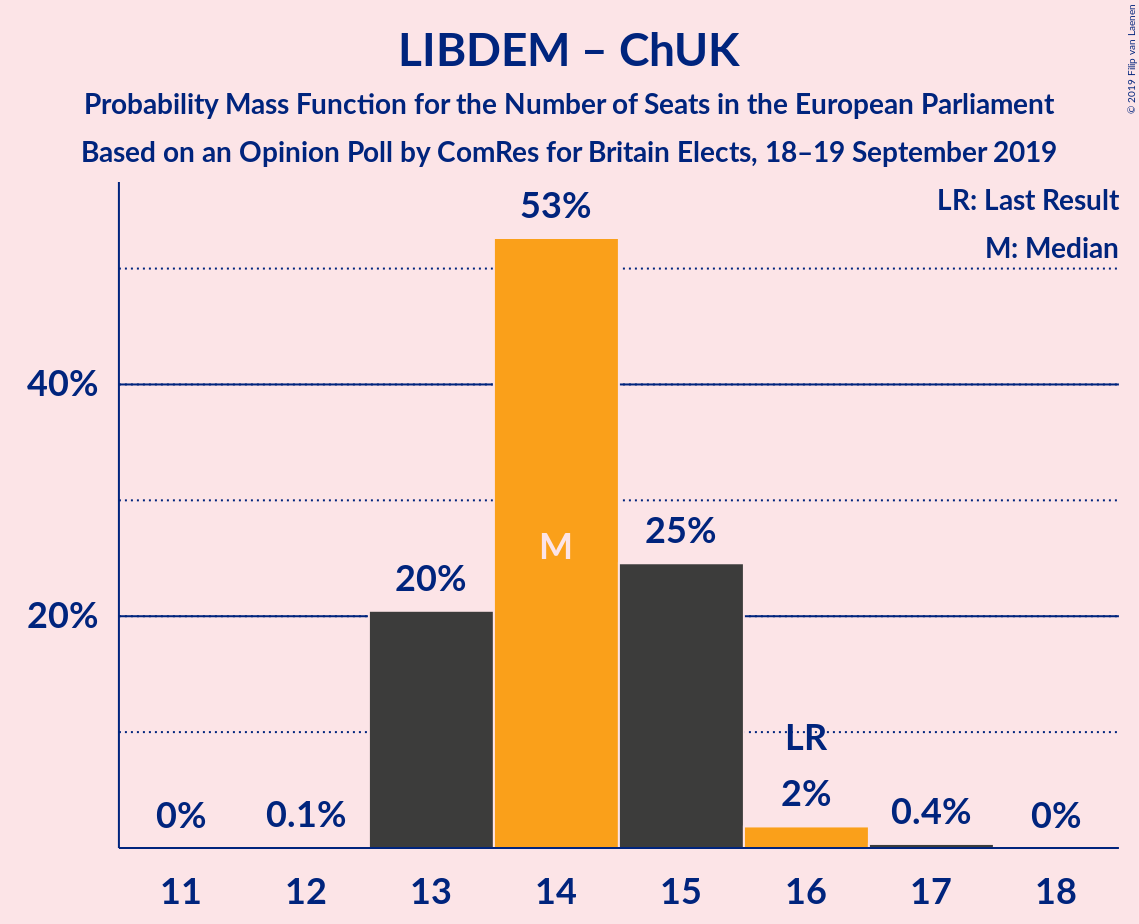 LIBDEM – ChUK
Probability Mass Function for the Number of Seats in the European Parliament
Based on an Opinion Poll by ComRes for Britain Elects, 18–19 September 2019
© 2019 Filip van Laenen
LR: Last Result
M: Median
53%
40%
M
25%
20%
20%
LR
0%
0.1%
2%
0.4%
0%
11 12 13 14 15 16 17 18